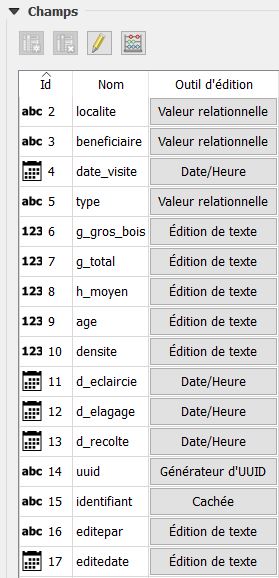 Champs
Id Nom Outil d'édition
abc 2 localite Valeur relationnelle
abc 3 beneficiaire Valeur relationnelle
4 date_visite Date/Heure
abc 5 type Valeur relationnelle
123 6 g_gros_bois Édition de texte
123 7 g_total Édition de texte
123 8 h_moyen Édition de texte
123 9 age Édition de texte
123 10 densite Édition de texte
11 d_eclaircie Date/Heure
12 d_elagage Date/Heure
13 d_recolte Date/Heure
abc 14 uuid Générateur d'UUID
abc 15 identifiant Cachée
abc 16 editepar Édition de texte
17 editedate Édition de texte